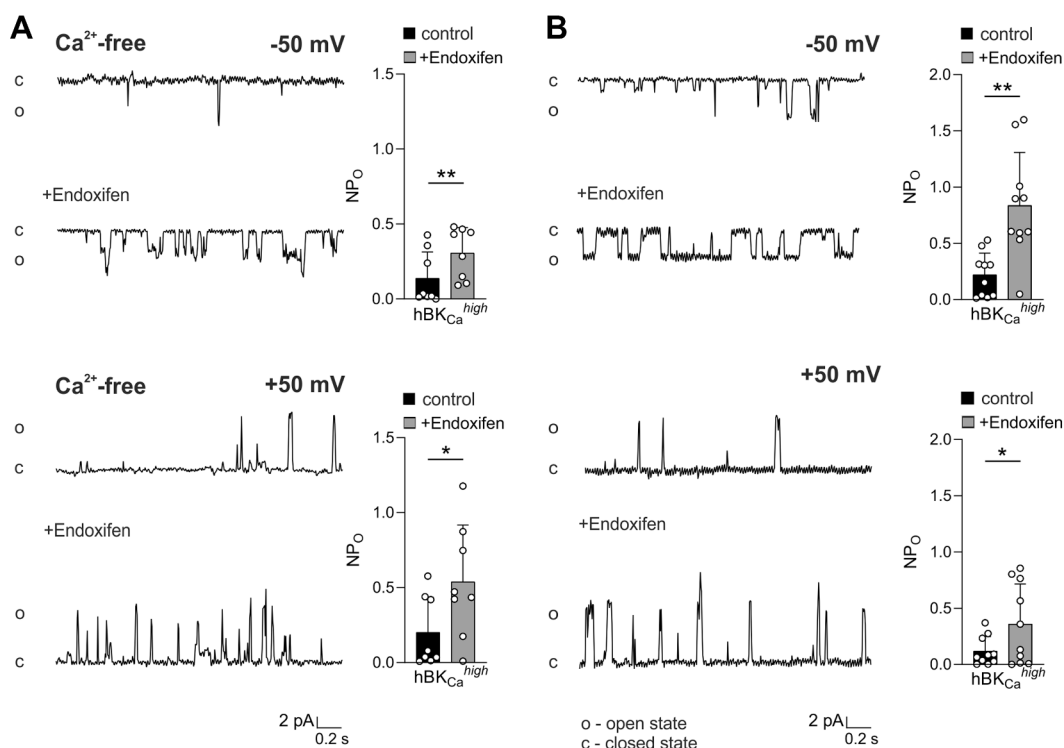 A
Ca²⁺-free
-50 mV
c
o
+Endoxifen
c
o
control
+Endoxifen
1.5
1.0
0.5
0.0
NPO
**
hBKCa high
Ca²⁺-free
+50 mV
o
c
+Endoxifen
o
c
2 pA
0.2 s
control
+Endoxifen
1.5
1.0
0.5
0.0
NPO
*
hBKCa high
B
-50 mV
c
o
+Endoxifen
c
o
control
+Endoxifen
2.0
1.5
1.0
0.5
0.0
NPO
**
hBKCa high
+50 mV
o
c
+Endoxifen
o
c
o - open state
c - closed state
2 pA
0.2 s
control
+Endoxifen
2.0
1.5
1.0
0.5
0.0
NPO
*
hBKCa high